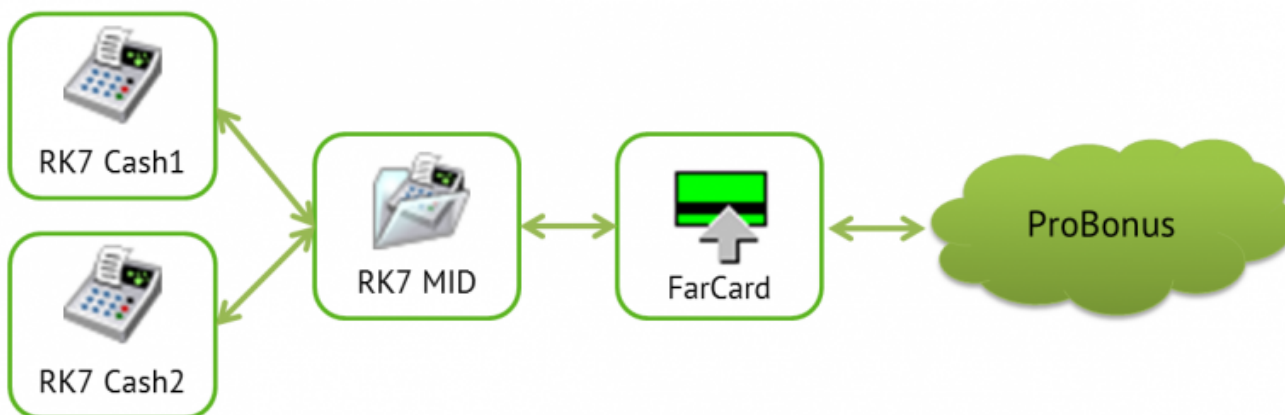 RK7 Cash1
RK7 MID
FarCard
ProBonus
RK7 Cash2